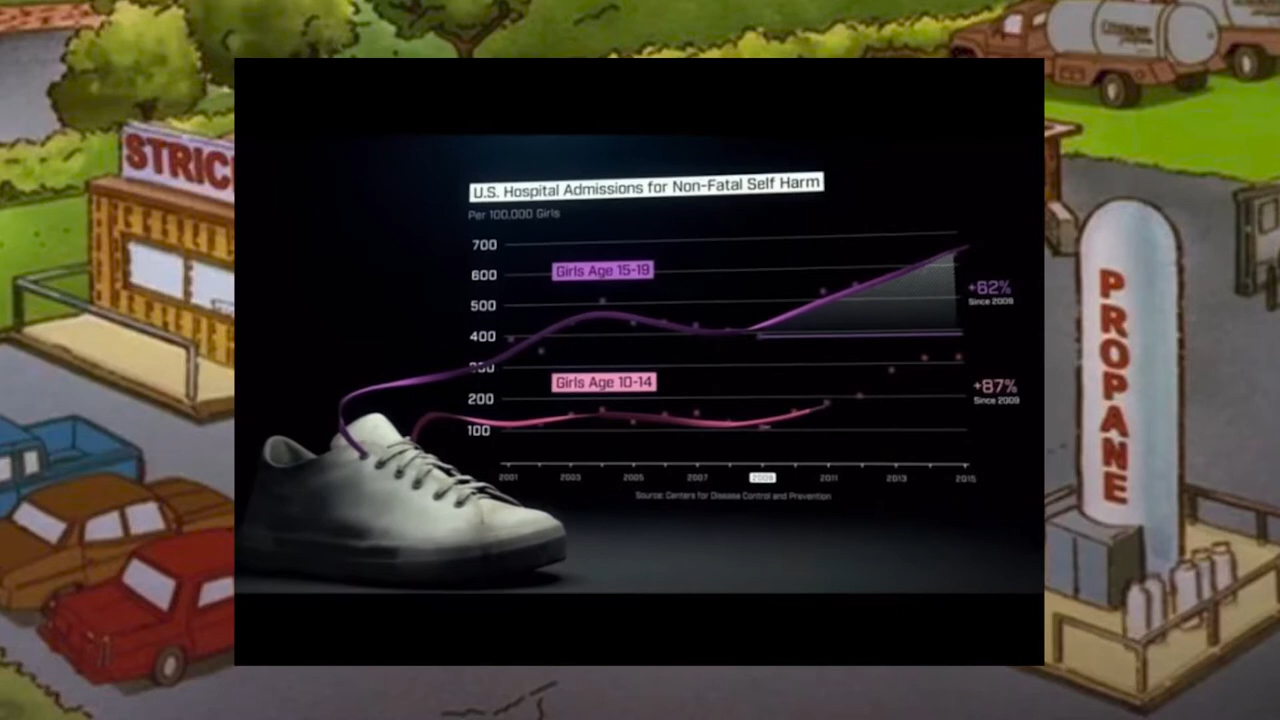 STRIC
U.S. Hospital Admissions for Non-Fatal Self Harm
Per 100,000 Girls
700
600
500
400
300
200
100
Girls Age 15-19
+62%
Since 2009
Girls Age 10-14
+87%
Since 2009
2001 2003 2005 2007 2009 2011 2013 2015
Source: Centers for Disease Control and Prevention
PROPANE